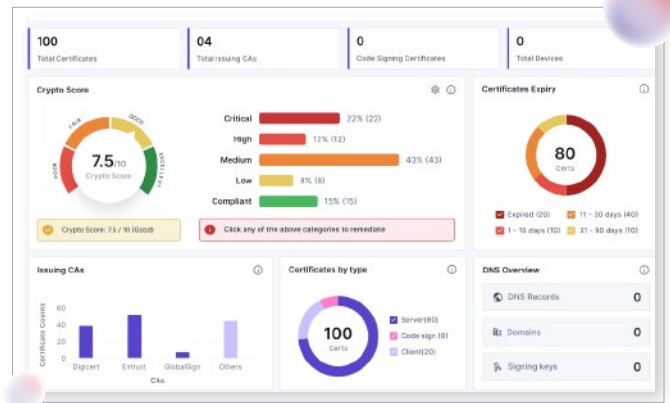 100
Total Certificates
04
Total Issuing CAs
0
Code Signing Certificates
0
Total Devices
Crypto Score
POOR
FAIR
GOOD
EXCELLENT
7.5/10
Crypto Score
Critical 22% (22)
High 12% (12)
Medium 43% (43)
Low 8% (8)
Compliant 15% (15)
Crypto Score: 7.5 / 10 (Good)
Click any of the above categories to remediate
Certificates Expiry
80
Certs
Expired (20) 11 - 30 days (40)
1 - 10 days (10) 31 - 90 days (10)
Issuing CAs
Certificate Counts
60
40
20
0
Digicert Entrust GlobalSign Others
CAs
Certificates by type
100
Certs
Server(80)
Code sign (0)
Client(20)
DNS Overview
DNS Records 0
Domains 0
Signing keys 0